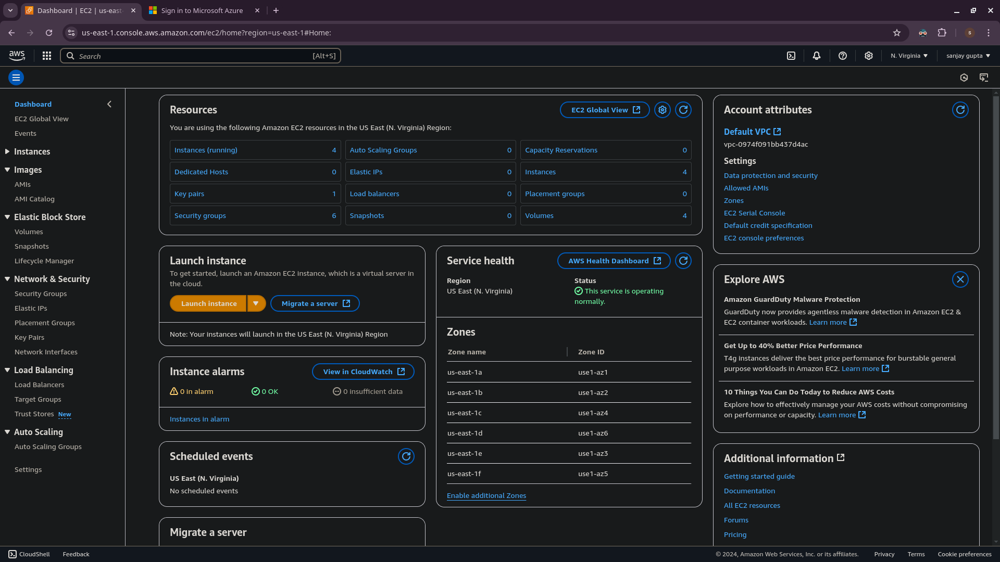 Dashboard | EC2 | us-east-
Sign in to Microsoft Azure
us-east-1.console.aws.amazon.com/ec2/home?region=us-east-1#Home:
S
aws
Search
[Alt+S]
N. Virginia
sanjay gupta
Dashboard
EC2 Global View
Events
Instances
Images
AMIs
AMI Catalog
Elastic Block Store
Volumes
Snapshots
Lifecycle Manager
Network & Security
Security Groups
Elastic IPs
Placement Groups
Key Pairs
Network Interfaces
Load Balancing
Load Balancers
Target Groups
Trust Stores New
Auto Scaling
Auto Scaling Groups
Settings
Resources
EC2 Global View
You are using the following Amazon EC2 resources in the US East (N. Virginia) Region:
Instances (running) 4
Auto Scaling Groups 0
Capacity Reservations 0
Dedicated Hosts 0
Elastic IPs 0
Instances 4
Key pairs 1
Load balancers 0
Placement groups 0
Security groups 6
Snapshots 0
Volumes 4
Launch instance
To get started, launch an Amazon EC2 instance, which is a virtual server in
the cloud.
Launch instance
Migrate a server
Note: Your instances will launch in the US East (N. Virginia) Region
Instance alarms
View in CloudWatch
0 in alarm
0 OK
0 insufficient data
Instances in alarm
Scheduled events
US East (N. Virginia)
No scheduled events
Migrate a server
Service health
AWS Health Dashboard
Region
US East (N. Virginia)
Status
This service is operating
normally.
Zones
Zone name Zone ID
us-east-1a use1-az1
us-east-1b use1-az2
us-east-1c use1-az4
us-east-1d use1-az6
us-east-1e use1-az3
us-east-1f use1-az5
Enable additional Zones
Account attributes
Default VPC
vpc-0974f091bb437d4ac
Settings
Data protection and security
Allowed AMIs
Zones
EC2 Serial Console
Default credit specification
EC2 console preferences
Explore AWS
Amazon GuardDuty Malware Protection
GuardDuty now provides agentless malware detection in Amazon EC2 &
EC2 container workloads. Learn more
Get Up to 40% Better Price Performance
T4g instances deliver the best price performance for burstable general
purpose workloads in Amazon EC2. Learn more
10 Things You Can Do Today to Reduce AWS Costs
Explore how to effectively manage your AWS costs without compromising
on performance or capacity. Learn more
Additional information
Getting started guide
Documentation
All EC2 resources
Forums
Pricing
CloudShell
Feedback
© 2024, Amazon Web Services, Inc. or its affiliates.
Privacy
Terms
Cookie preferences